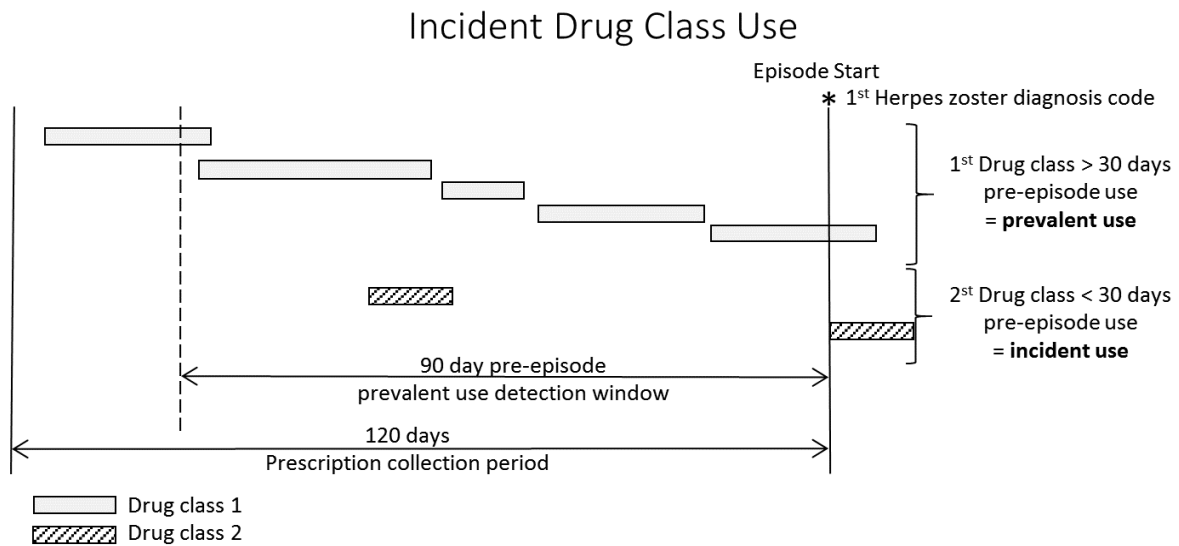 Incident Drug Class Use
Episode Start
* 1st Herpes zoster diagnosis code
1st Drug class > 30 days
pre-episode use
= prevalent use
2st Drug class < 30 days
pre-episode use
= incident use
90 day pre-episode
prevalent use detection window
120 days
Prescription collection period
Drug class 1
Drug class 2